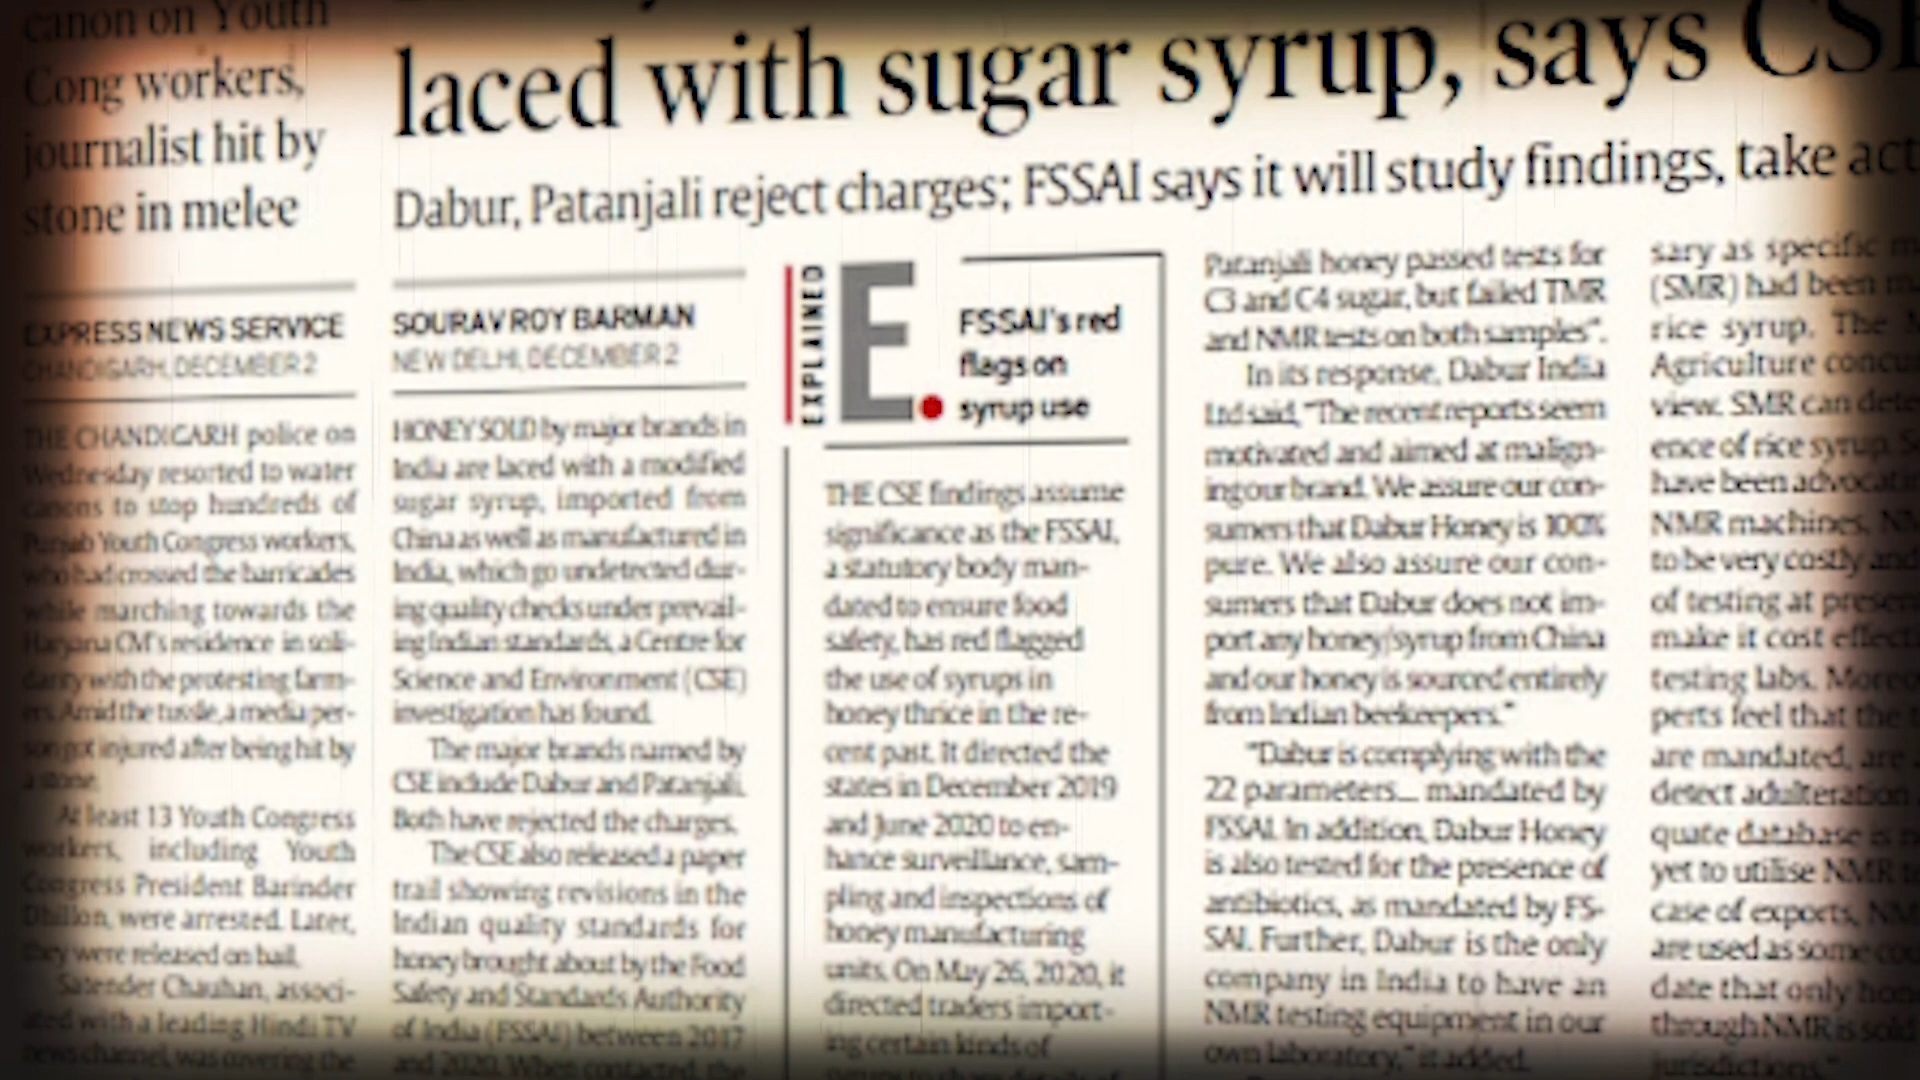 canon on Youth
Cong workers,
journalist hit by
stone in melee
EXPRESS NEWS SERVICE
CHANDIGARH, DECEMBER 2
THE CHANDIGARH police on
Wednesday resorted to water
canons to stop hundreds of
Punjab Youth Congress workers,
who had crossed the barricades
while marching towards the
Haryana CM's residence in soli-
darity with the protesting farm-
ers. Amid the tussle, a media per-
son got injured after being hit by
a stone.
At least 13 Youth Congress
workers, including Youth
Congress President Barinder
Dhillon, were arrested. Later,
they were released on bail.
Satender Chauhan, associ-
ated with a leading Hindi TV
news channel, was covering the
laced with sugar syrup, says CSE
Dabur, Patanjali reject charges; FSSAI says it will study findings, take
SOURAV ROY BARMAN
NEW DELHI, DECEMBER 2
HONEY SOLD by major brands in
India are laced with a modified
sugar syrup, imported from
China as well as manufactured in
India, which go undetected dur-
ing quality checks under prevail-
ing Indian standards, a Centre for
Science and Environment (CSE)
investigation has found.
The major brands named by
CSE include Dabur and Patanjali.
Both have rejected the charges.
The CSE also released a paper
trail showing revisions in the
Indian quality standards for
honey brought about by the Food
Safety and Standards Authority
of India (FSSAI) between 2017
and 2020. When contacted, the
EXPLAINED
E.
FSSAI's red
flags on
syrup use
THE CSE findings assume
significance as the FSSAI,
a statutory body man-
dated to ensure food
safety, has red flagged
the use of syrups in
honey thrice in the re-
cent past. It directed the
states in December 2019
and June 2020 to en-
hance surveillance, sam-
pling and inspections of
honey manufacturing
units. On May 26, 2020, it
directed traders import-
ing certain kinds of
Patanjali honey passed tests for
C3 and C4 sugar, but failed TMR
and NMR tests on both samples".
In its response, Dabur India
Ltd said, "The recent reports seem
motivated and aimed at malign-
ing our brand. We assure our con-
sumers that Dabur Honey is 100%
pure. We also assure our con-
sumers that Dabur does not im-
port any honey/syrup from China
and our honey is sourced entirely
from Indian beekeepers."
"Dabur is complying with the
22 parameters... mandated by
FSSAI. In addition, Dabur Honey
is also tested for the presence of
antibiotics, as mandated by FS-
SAI. Further, Dabur is the only
company in India to have an
NMR testing equipment in our
own laboratory," it added.
sary as specific
(SMR) had been
rice syrup. The
Agriculture
view. SMR can
ence of rice syrup.
have been
NMR machines.
to be very costly and
of testing at
make it cost
testing labs.
perts feel that the
are mandated, are
detect adulteration
quate database is
yet to utilise NMR
case of exports,
are used as some
date that only
through NMR is sold
jurisdictions."